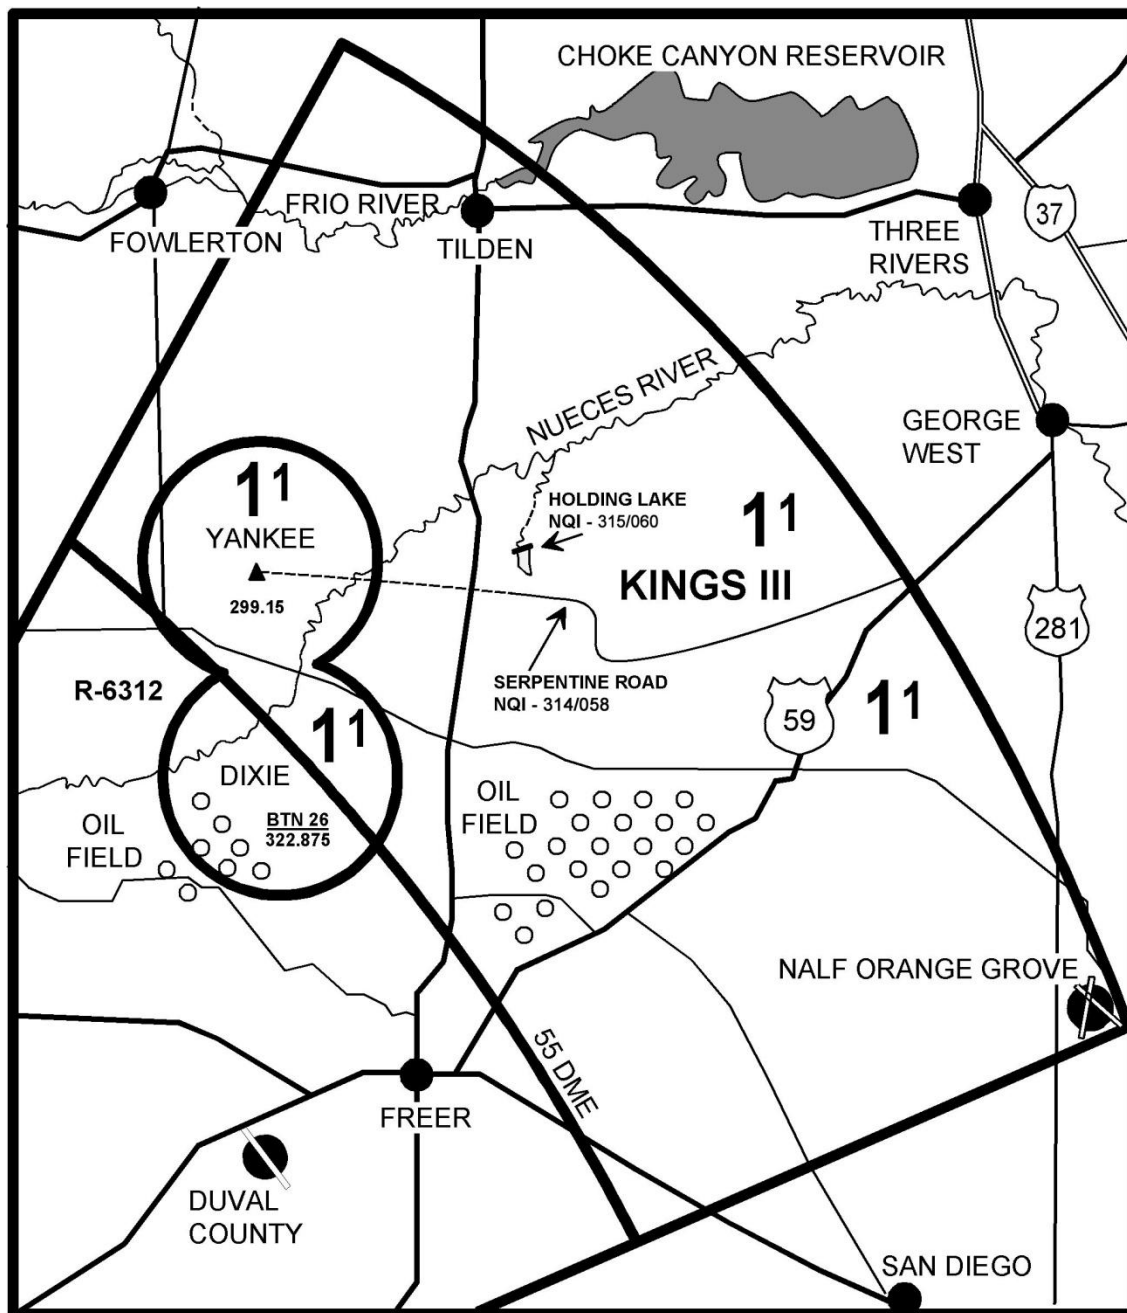 CHOKE CANYON RESERVOIR
37
FRIO RIVER
FOWLERTON
TILDEN
THREE
RIVERS
NUECES RIVER
GEORGE
WEST
1¹
YANKEE
299.15
HOLDING LAKE
NQI - 315/060
1¹
KINGS III
281
R-6312
SERPENTINE ROAD
NQI - 314/058
1¹
59
1¹
DIXIE
BTN 26
322.875
OIL
FIELD
OIL
FIELD
NALF ORANGE GROVE
55 DME
FREER
DUVAL
COUNTY
SAN DIEGO